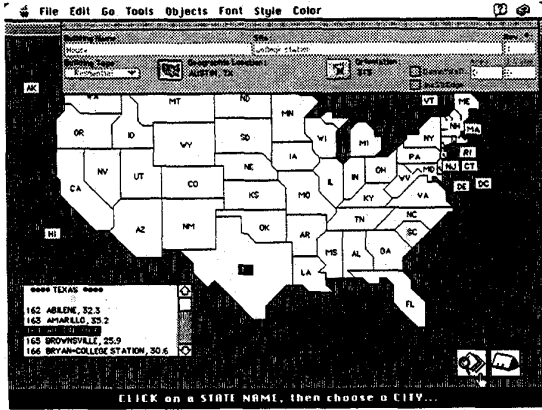 File Edit Go Tools Objects Font Style Color
Building Name
Title
House
Building Type
Geographic Location:
Orientation
Residential
AUSTIN, TX
AK
MT
ND
VT
ME
OR
ID
MN
WI
NH
MA
WY
SD
MI
NY
RI
NV
UT
NE
IA
PA
NJ CT
CA
CO
IL
IN
OH
WV
MD
DE
DC
KS
MO
KY
VA
HI
AZ
NM
OK
AR
TN
NC
SC
MS
AL
GA
LA
FL
**** TEXAS ****
162 ABILENE, 32.3
163 AMARILLO, 35.2
165 BROWNSVILLE, 25.9
166 BRYAN-COLLEGE STATION, 30.6
CLICK on a STATE NAME, then choose a CITY...